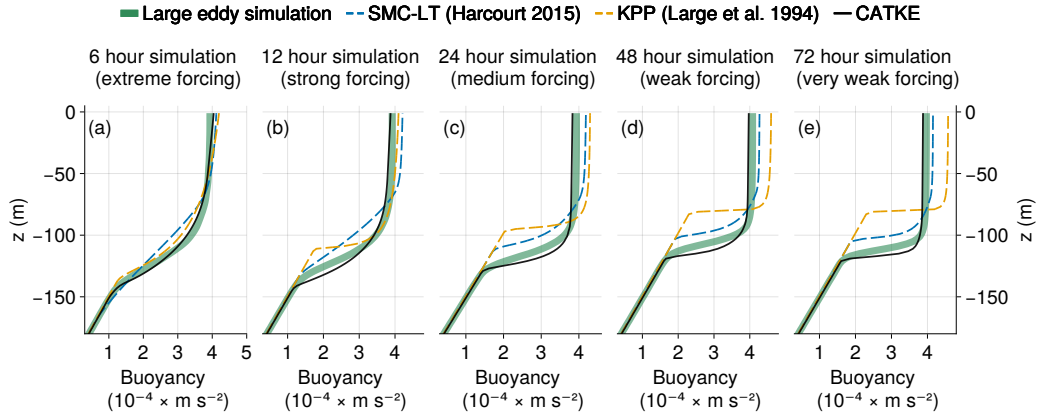 Large eddy simulation SMC-LT (Harcourt 2015) KPP (Large et al. 1994) CATKE
6 hour simulation
(extreme forcing)
12 hour simulation
(strong forcing)
24 hour simulation
(medium forcing)
48 hour simulation
(weak forcing)
72 hour simulation
(very weak forcing)
(a) (b) (c) (d) (e)
0
−50
−100
−150
z (m)
0
−50
−100
−150
z (m)
1 2 3 4 5
Buoyancy
(10⁻⁴ × m s⁻²)
1 2 3 4
Buoyancy
(10⁻⁴ × m s⁻²)
1 2 3 4
Buoyancy
(10⁻⁴ × m s⁻²)
1 2 3 4
Buoyancy
(10⁻⁴ × m s⁻²)
1 2 3 4
Buoyancy
(10⁻⁴ × m s⁻²)